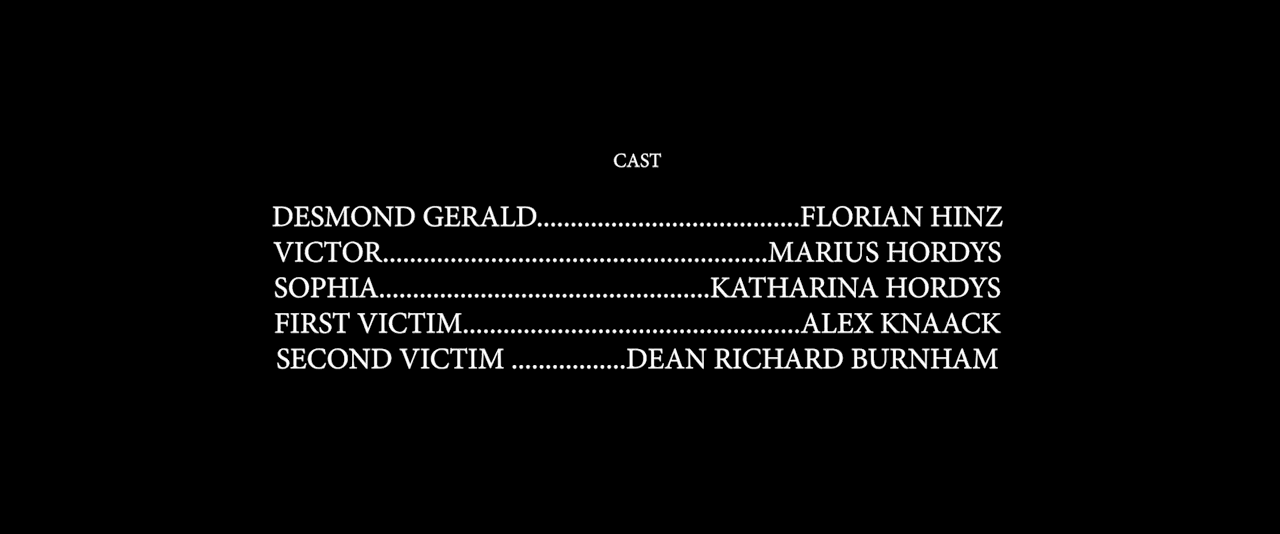 CAST
DESMOND GERALD.......................................FLORIAN HINZ
VICTOR.........................................................MARIUS HORDYS
SOPHIA.................................................KATHARINA HORDYS
FIRST VICTIM..................................................ALEX KNAACK
SECOND VICTIM .................DEAN RICHARD BURNHAM